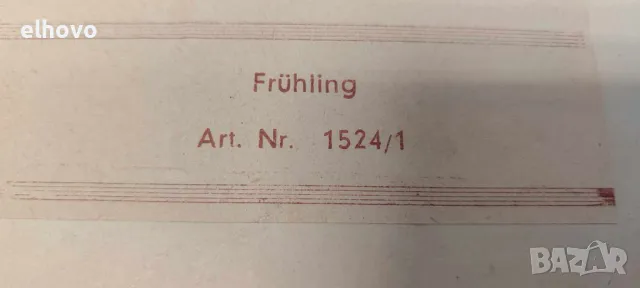 elhovo
Frühling
Art. Nr. 1524/1
BAZAR